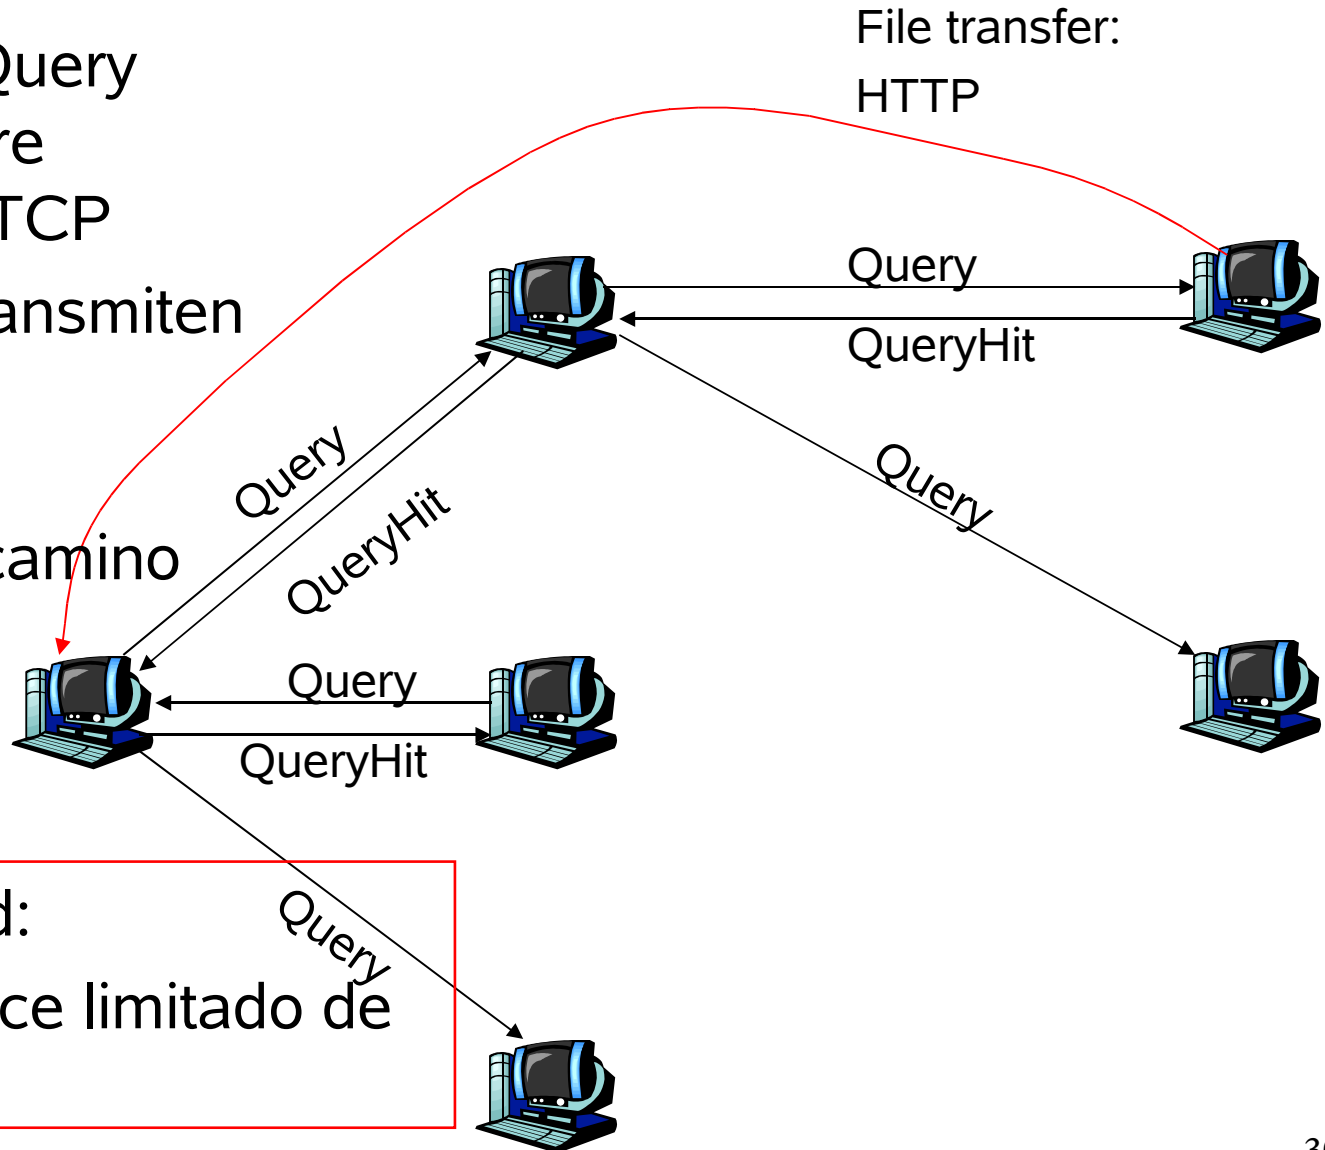 File transfer:
HTTP
Query
re
TCP
ansmiten
camino
Query
QueryHit
Query
QueryHit
Query
Query
QueryHit
d:
Query
ce limitado de